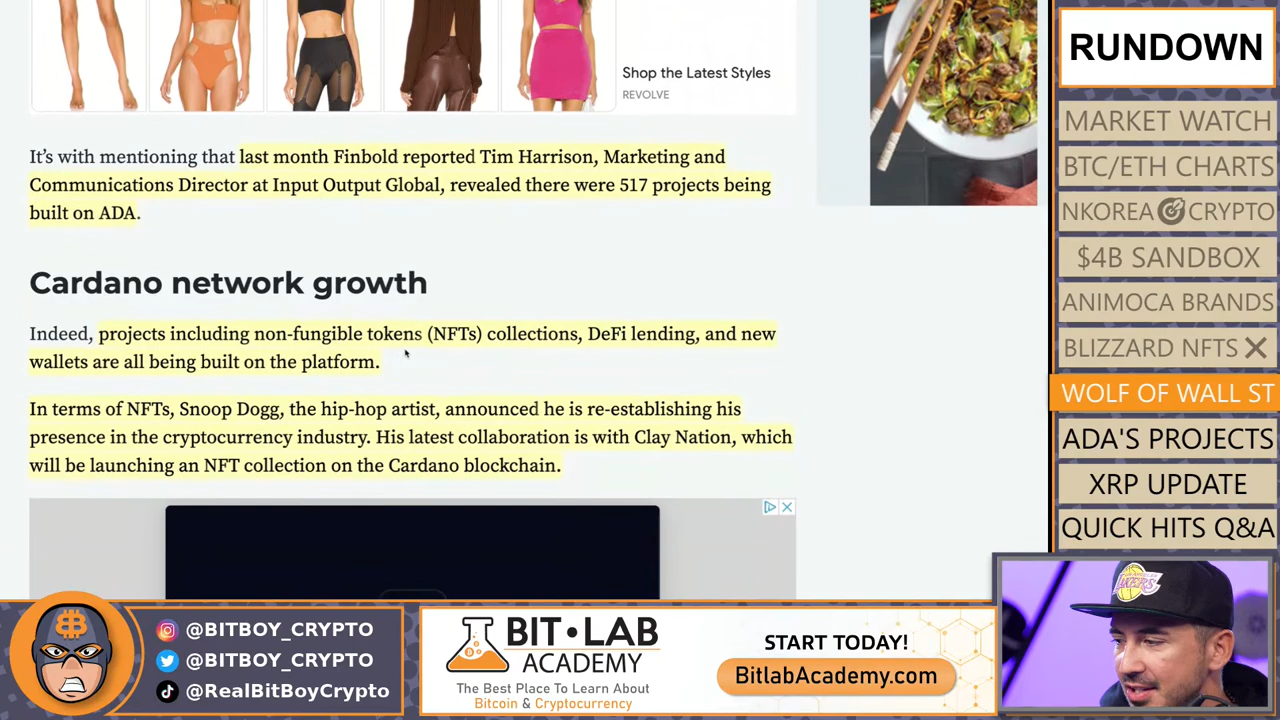 Shop the Latest Styles
REVOLVE
It's with mentioning that last month Finbold reported Tim Harrison, Marketing and
Communications Director at Input Output Global, revealed there were 517 projects being
built on ADA.
Cardano network growth
Indeed, projects including non-fungible tokens (NFTs) collections, DeFi lending, and new
wallets are all being built on the platform.
In terms of NFTs, Snoop Dogg, the hip-hop artist, announced he is re-establishing his
presence in the cryptocurrency industry. His latest collaboration is with Clay Nation, which
will be launching an NFT collection on the Cardano blockchain.
RUNDOWN
MARKET WATCH
BTC/ETH CHARTS
NKOREA CRYPTO
$4B SANDBOX
ANIMOCA BRANDS
BLIZZARD NFTS
WOLF OF WALL ST
ADA'S PROJECTS
XRP UPDATE
QUICK HITS Q&A
@BITBOY_CRYPTO
@BITBOY_CRYPTO
@RealBitBoyCrypto
BIT•LAB
ACADEMY
The Best Place To Learn About
Bitcoin & Cryptocurrency
START TODAY!
BitlabAcademy.com
LAKERS